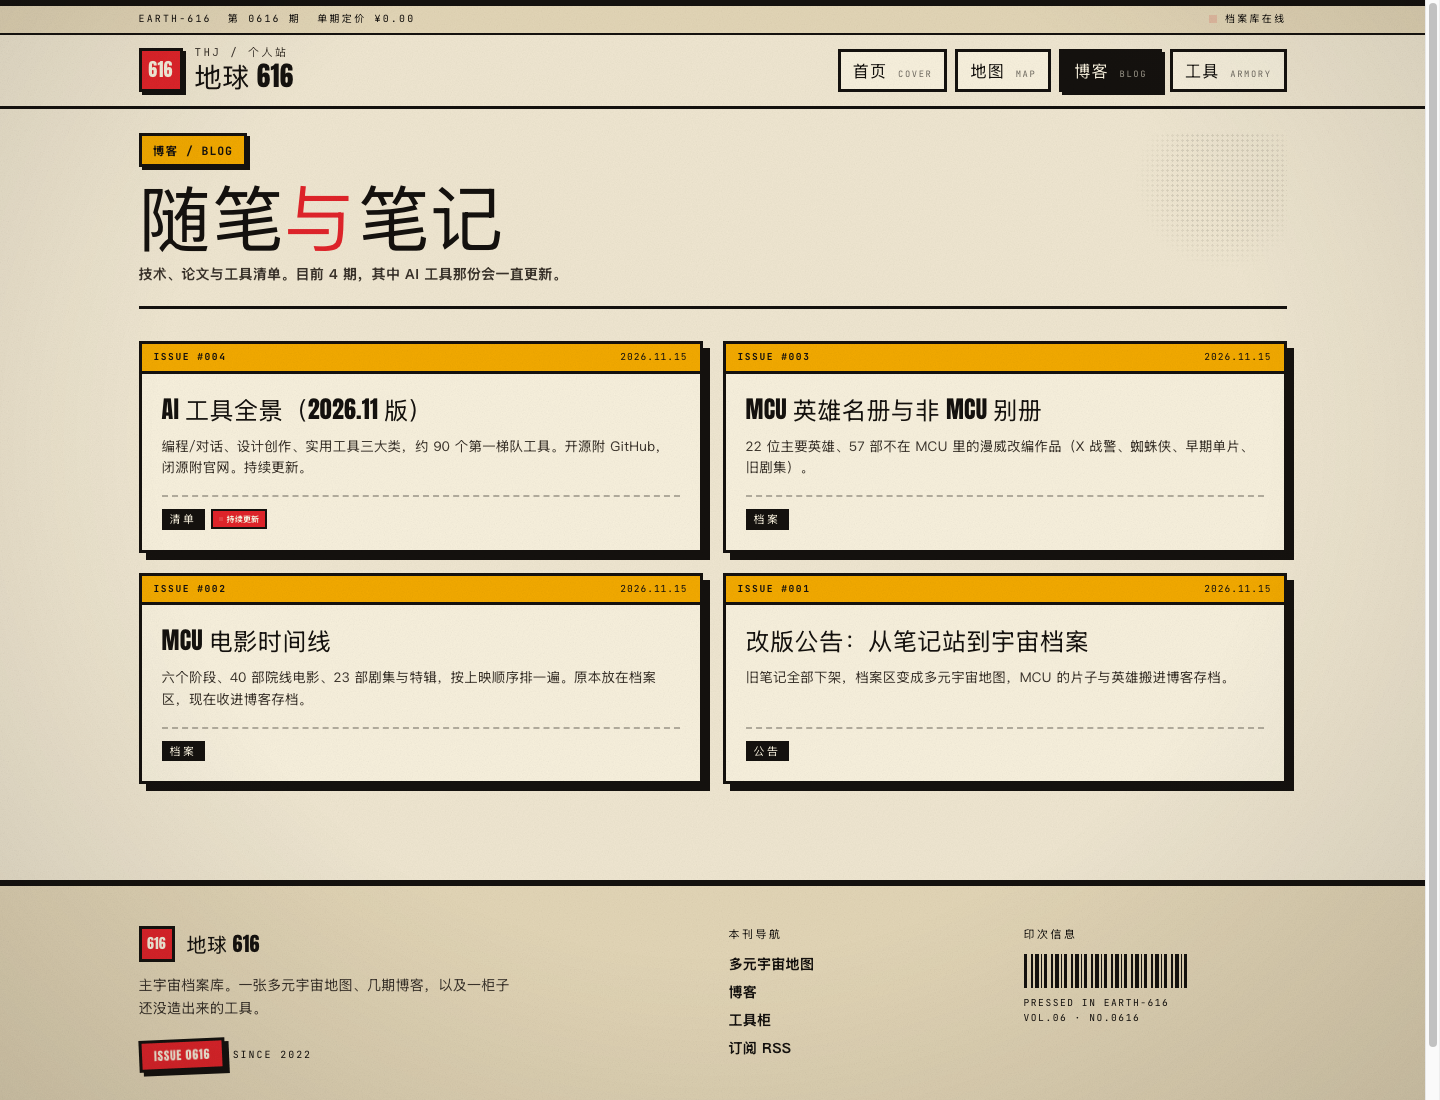 EARTH-616 第 0616 期 单期定价 ¥0.00
档案库在线
616
THJ / 个人站
地球 616
首页 COVER
地图 MAP
博客 BLOG
工具 ARMORY
博客 / BLOG
随笔与笔记
技术、论文与工具清单。目前 4 期，其中 AI 工具那份会一直更新。
ISSUE #004 2026.11.15
AI 工具全景（2026.11 版）
编程/对话、设计创作、实用工具三大类，约 90 个第一梯队工具。开源附 GitHub，
闭源附官网。持续更新。
清单 持续更新
ISSUE #003 2026.11.15
MCU 英雄名册与非 MCU 别册
22 位主要英雄、57 部不在 MCU 里的漫威改编作品（X 战警、蜘蛛侠、早期单片、
旧剧集）。
档案
ISSUE #002 2026.11.15
MCU 电影时间线
六个阶段、40 部院线电影、23 部剧集与特辑，按上映顺序排一遍。原本放在档案
区，现在收进博客存档。
档案
ISSUE #001 2026.11.15
改版公告：从笔记站到宇宙档案
旧笔记全部下架，档案区变成多元宇宙地图，MCU 的片子与英雄搬进博客存档。
公告
616
地球 616
主宇宙档案库。一张多元宇宙地图、几期博客，以及一柜子
还没造出来的工具。
ISSUE 0616 SINCE 2022
本刊导航
多元宇宙地图
博客
工具柜
订阅 RSS
印次信息
PRESSED IN EARTH-616
VOL.06 · NO.0616